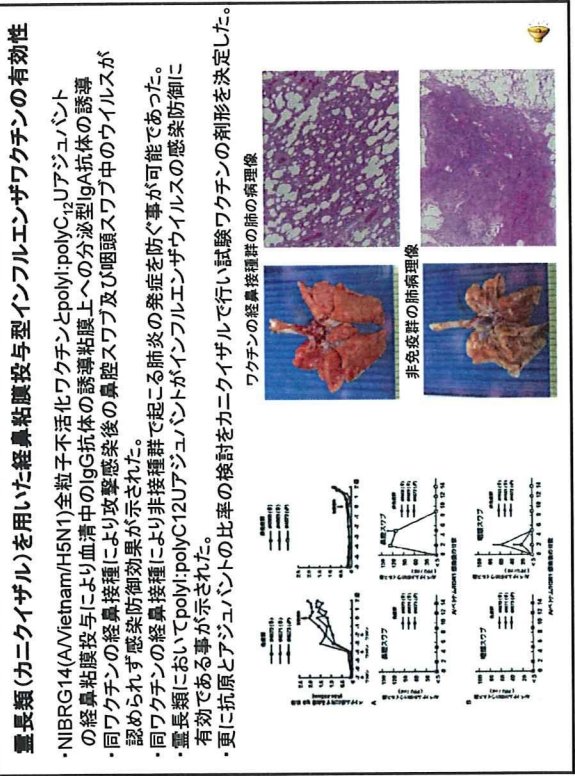 霊長類(カニクイザル)を用いた経鼻粘膜投与型インフルエンザワクチンの有効性
・NIBRG14(A/Vietnam/H5N1)全粒子不活化ワクチンとpolyI:polyC₁₂Uアジュバント
の経鼻粘膜投与により血清中のIgG抗体の誘導粘膜上への分泌型IgA抗体の誘導
・同ワクチンの経鼻接種により攻撃感染後の鼻腔スワブ及び咽頭スワブ中のウイルスが
認められず感染防御効果が示された。
・同ワクチンの経鼻接種により非接種群で起こる肺炎の発症を防ぐ事が可能であった。
・霊長類においてpolyI:polyC12Uアジュバントがインフルエンザウイルスの感染防御に
有効である事が示された。
・更に抗原とアジュバントの比率の検討をカニクイザルで行い試験ワクチンの剤形を決定した。
ワクチンの経鼻接種群の肺の病理像
非免疫群の肺病理像
A
鼻腔スワブ
鼻腔スワブ
B
咽頭スワブ
咽頭スワブ